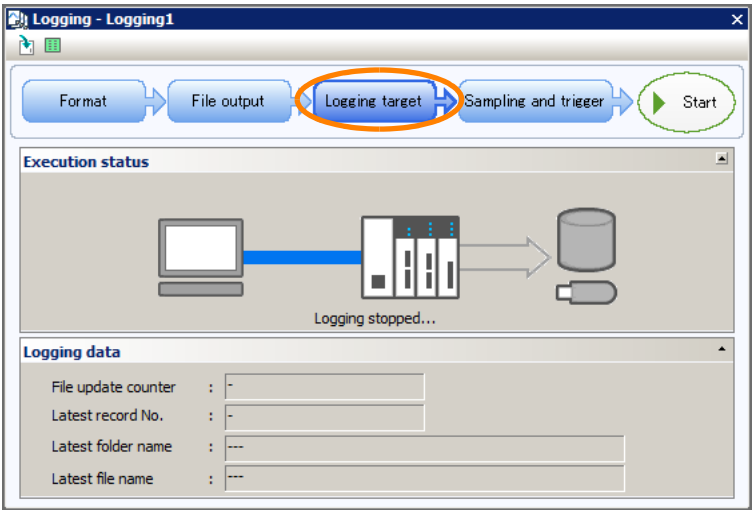 Logging - Logging1
Format File output Logging target Sampling and trigger Start
Execution status
Logging stopped...
Logging data
File update counter : -
Latest record No. : -
Latest folder name : ---
Latest file name : ---